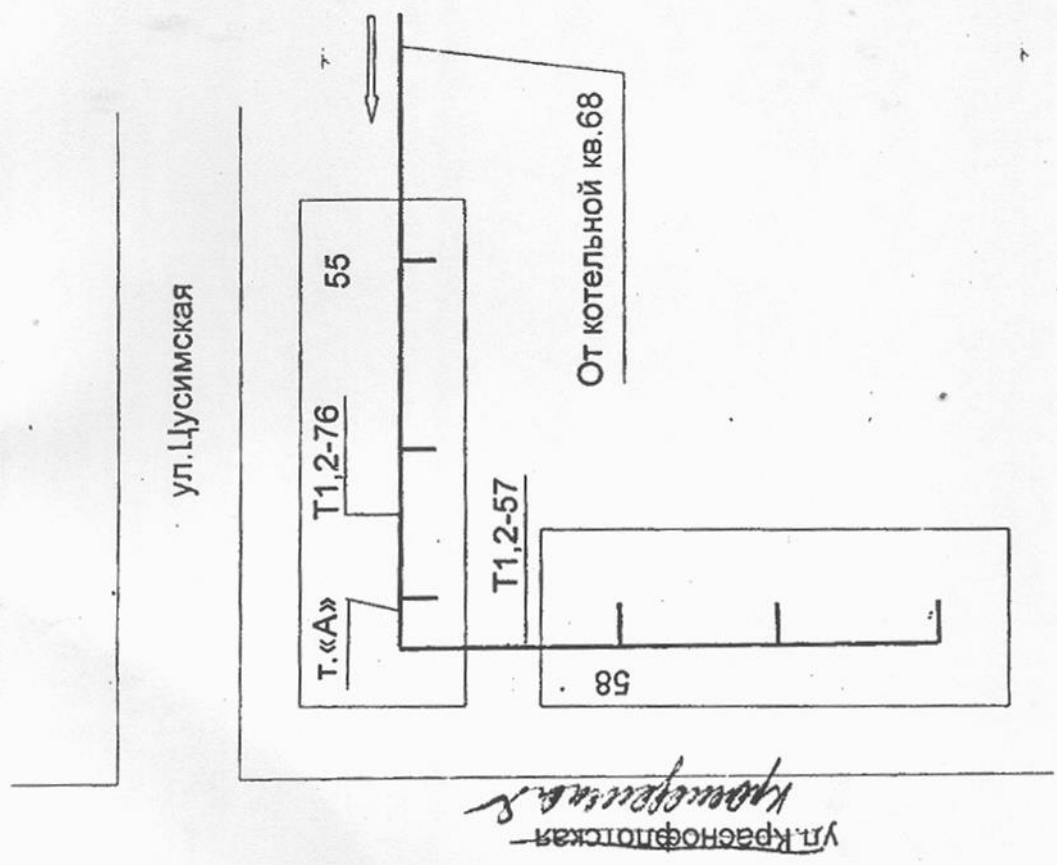 ул.Цусимская
55
Т1,2-76
т.«А»
От котельной кв.68
Т1,2-57
58
ул.Краснофлотская